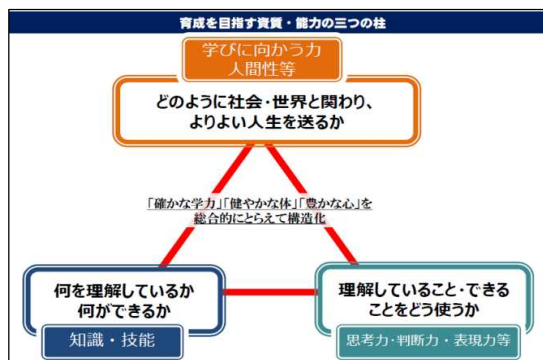 育成を目指す資質・能力の三つの柱
学びに向かう力
人間性等
どのように社会・世界と関わり、
よりよい人生を送るか
「確かな学力」「健やかな体」「豊かな心」を
総合的にとらえて構造化
何を理解しているか
何ができるか
知識・技能
理解していること・できる
ことをどう使うか
思考力・判断力・表現力等